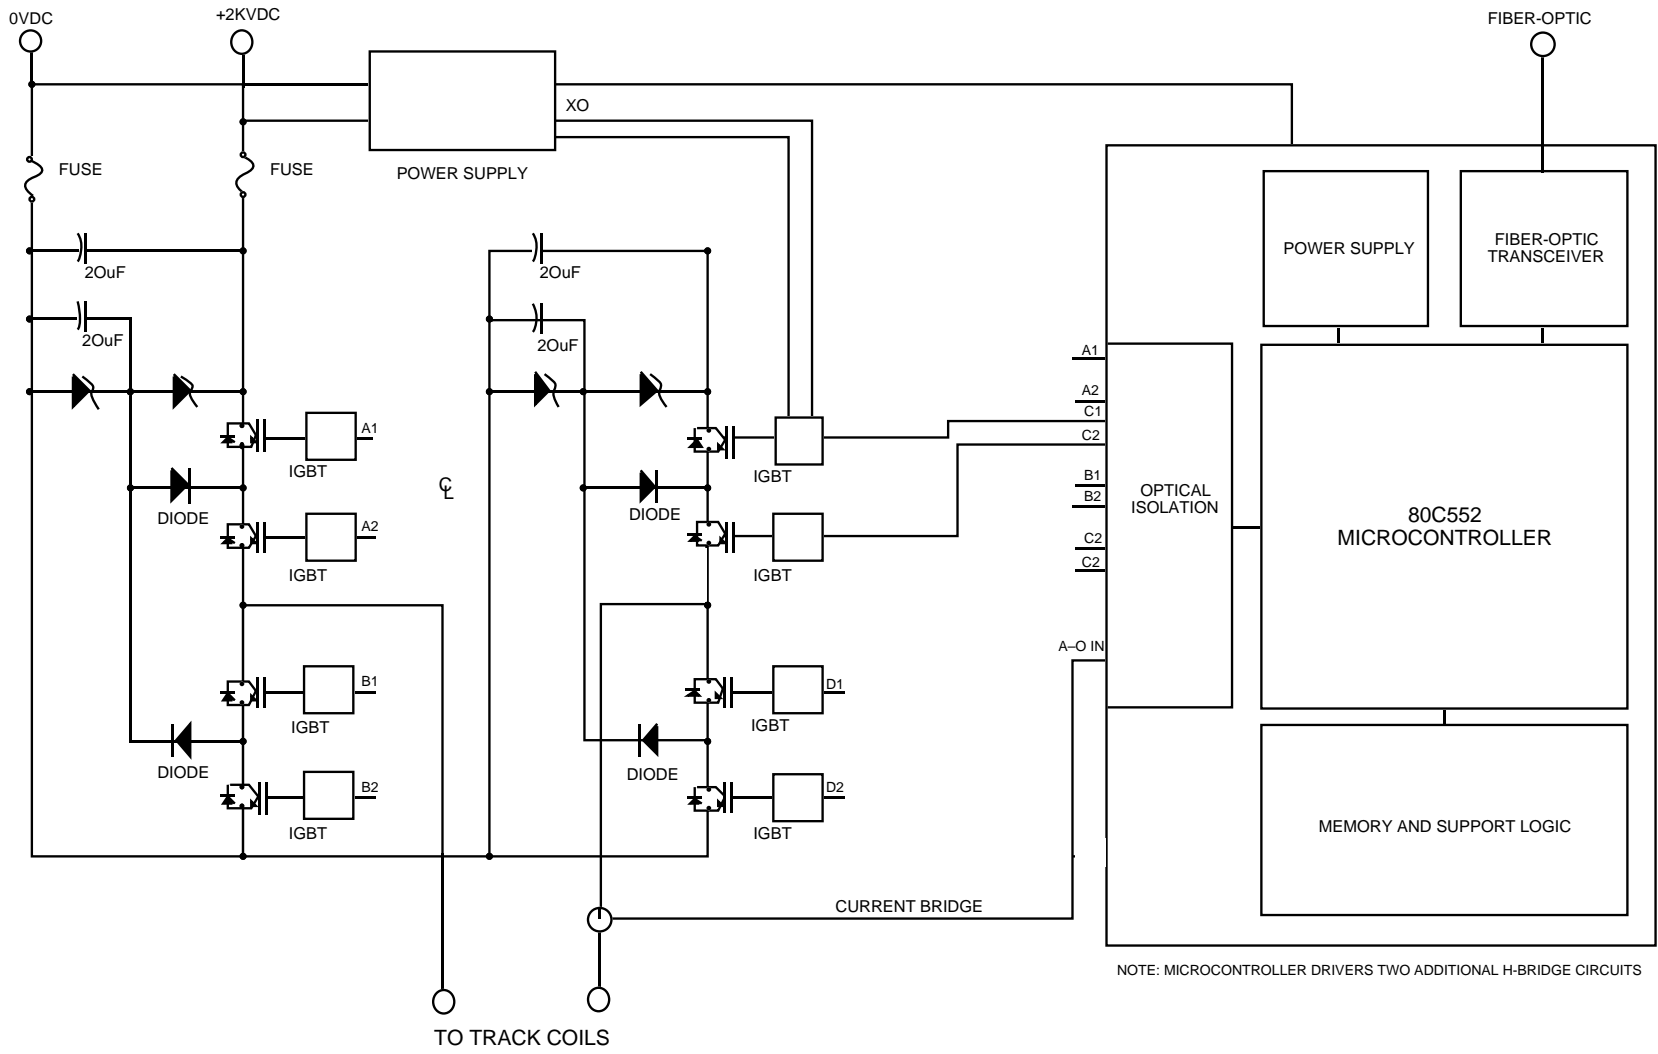 0VDC
+2KVDC
FIBER-OPTIC
XO
FUSE
FUSE
POWER SUPPLY
POWER SUPPLY
FIBER-OPTIC
TRANSCEIVER
2OuF
2OuF
2OuF
2OuF
A1
A2
C1
C2
B1
B2
C2
C2
A–O IN
A1
IGBT
IGBT
℄
DIODE
DIODE
A2
IGBT
IGBT
OPTICAL
ISOLATION
80C552
MICROCONTROLLER
B1
IGBT
D1
IGBT
DIODE
DIODE
B2
IGBT
D2
IGBT
MEMORY AND SUPPORT LOGIC
CURRENT BRIDGE
NOTE: MICROCONTROLLER DRIVERS TWO ADDITIONAL H-BRIDGE CIRCUITS
TO TRACK COILS